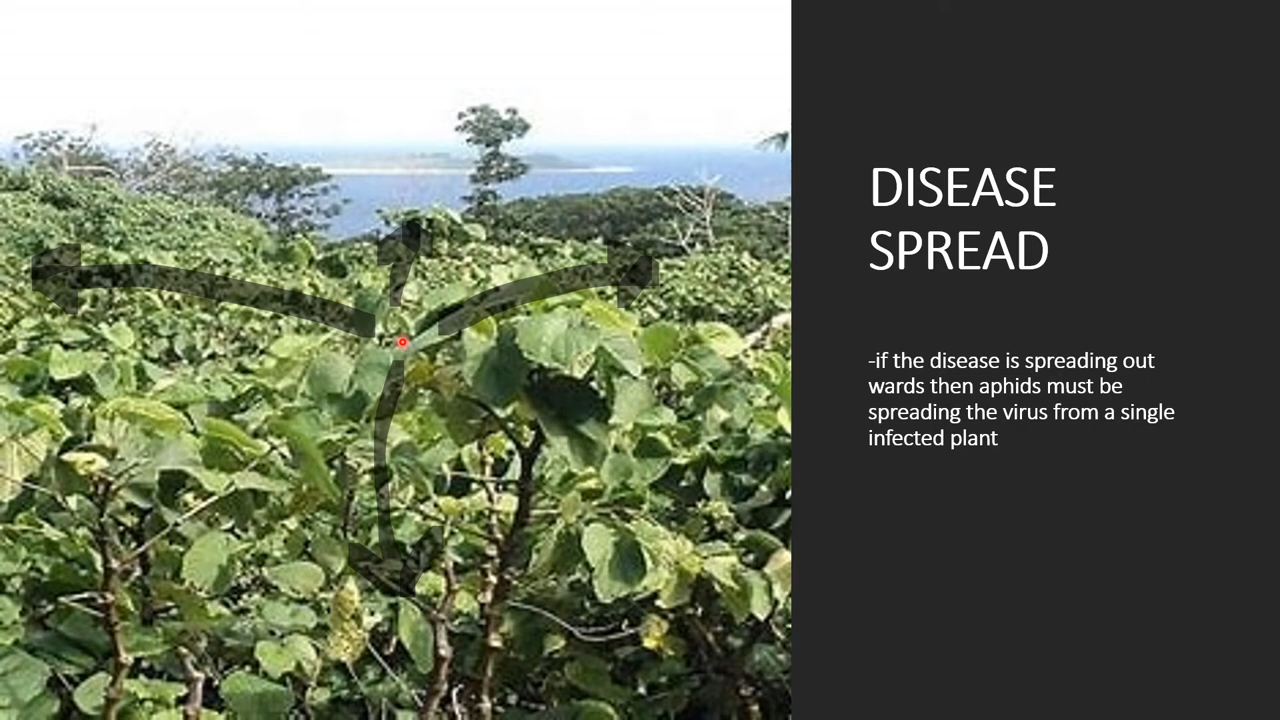 DISEASE
SPREAD
-if the disease is spreading out
wards then aphids must be
spreading the virus from a single
infected plant